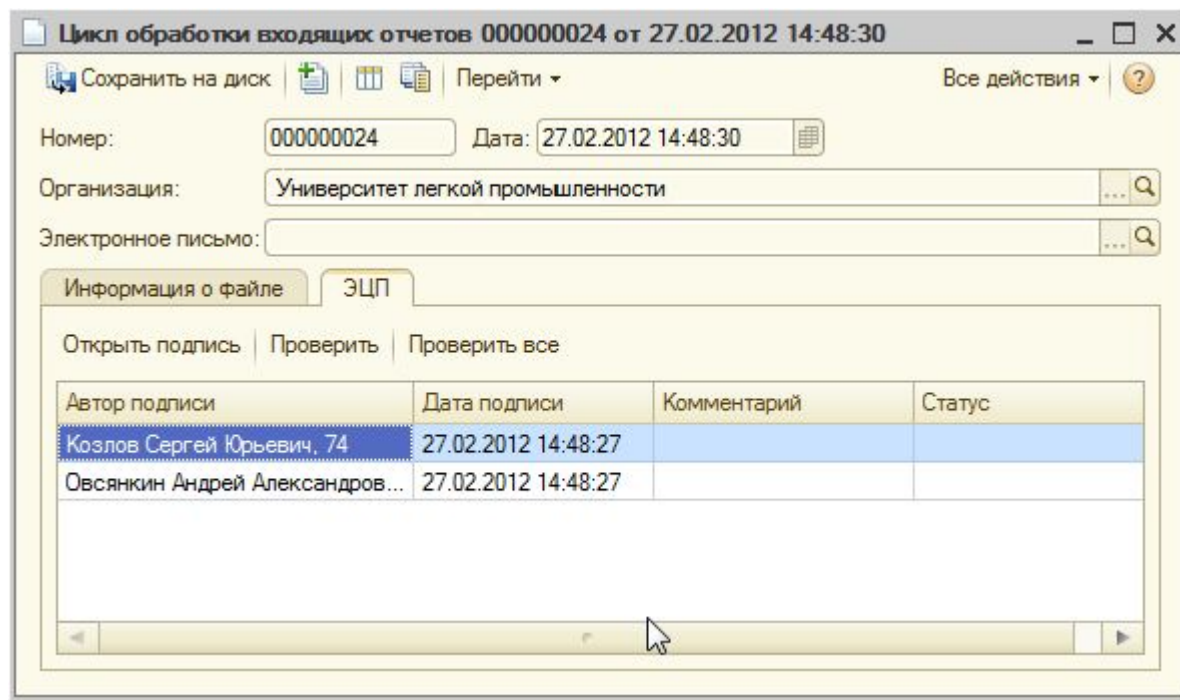 Цикл обработки входящих отчетов 000000024 от 27.02.2012 14:48:30
Сохранить на диск Перейти Все действия ?
Номер: 000000024 Дата: 27.02.2012 14:48:30
Организация: Университет легкой промышленности ...
Электронное письмо: ...
Информация о файле ЭЦП
Открыть подпись Проверить Проверить все
Автор подписи Дата подписи Комментарий Статус
Козлов Сергей Юрьевич, 74 27.02.2012 14:48:27
Овсянкин Андрей Александров... 27.02.2012 14:48:27